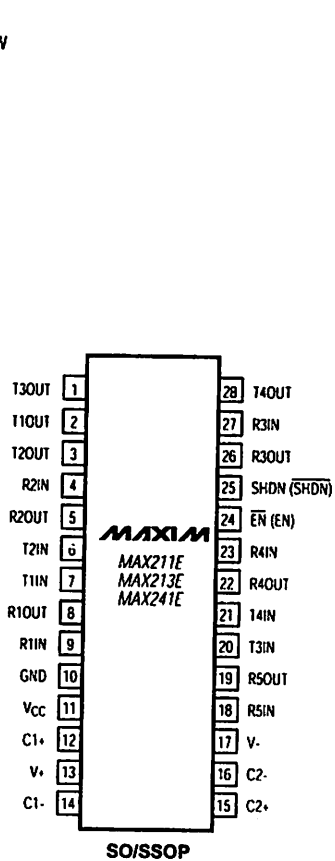 T3OUT 1
T1OUT 2
T2OUT 3
R2IN 4
R2OUT 5
T2IN 6
T1IN 7
R1OUT 8
R1IN 9
GND 10
VCC 11
C1+ 12
V+ 13
C1- 14
MAXIM
MAX211E
MAX213E
MAX241E
28 T4OUT
27 R3IN
26 R3OUT
25 SHDN (S̅H̅D̅N̅)
24 E̅N̅ (EN)
23 R4IN
22 R4OUT
21 T4IN
20 T3IN
19 R5OUT
18 R5IN
17 V-
16 C2-
15 C2+
SO/SSOP